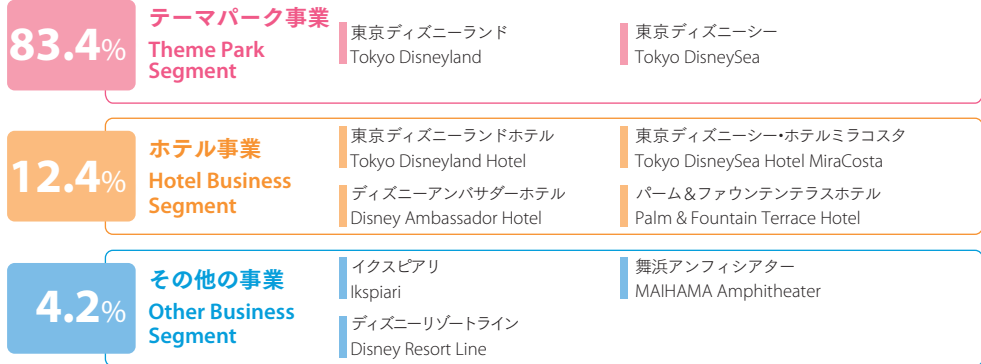 83.4%
テーマパーク事業
Theme Park
Segment
東京ディズニーランド
Tokyo Disneyland
東京ディズニーシー
Tokyo DisneySea
12.4%
ホテル事業
Hotel Business
Segment
東京ディズニーランドホテル
Tokyo Disneyland Hotel
東京ディズニーシー・ホテルミラコスタ
Tokyo DisneySea Hotel MiraCosta
ディズニーアンバサダーホテル
Disney Ambassador Hotel
パーム&ファウンテンテラスホテル
Palm & Fountain Terrace Hotel
4.2%
その他の事業
Other Business
Segment
イクスピアリ
Ikspiari
舞浜アンフィシアター
MAIHAMA Amphitheater
ディズニーリゾートライン
Disney Resort Line